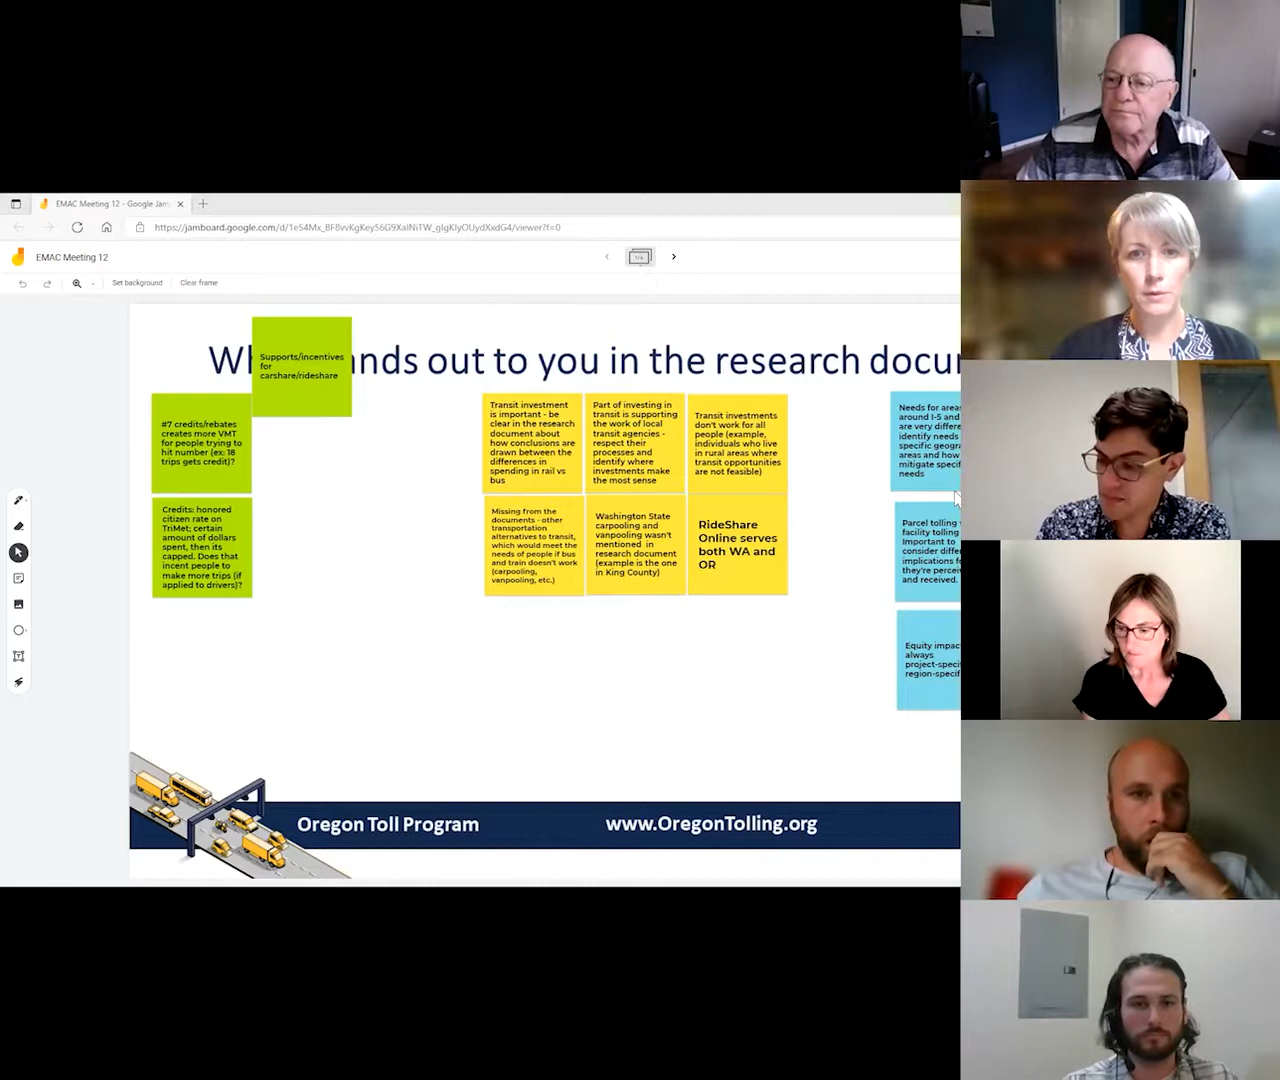 EMAC Meeting 12 - Google Jam
https://jamboard.google.com/d/
EMAC Meeting 12
Set background
Clear frame
Wh
ands out to you in the research docu
Supports/incentives
for
carshare/rideshare
#7 credits/rebates
creates more VMT
for people trying to
hit number (ex: 18
trips gets credit)?
Credits: honored
citizen rate on
TriMet; certain
amount of dollars
spent, then its
capped. Does that
incent people to
make more trips (if
applied to drivers)?
Transit investment
is important - be
clear in the research
document about
how conclusions are
drawn between the
differences in
spending in rail vs
bus
Part of investing in
transit is supporting
the work of local
transit agencies -
respect their
processes and
identify where
investments make
the most sense
Transit investments
don't work for all
people (example,
individuals who live
in rural areas where
transit opportunities
are not feasible)
Missing from the
documents - other
transportation
alternatives to transit,
which would meet the
needs of people if bus
and train doesn't work
(carpooling,
vanpooling, etc.)
Washington State
carpooling and
vanpooling wasn't
mentioned in
research document
(example is the one
in King County)
RideShare
Online serves
both WA and
OR
Needs for areas
around I-5 and
are very differe
identify needs
specific geogra
areas and how
mitigate specif
needs
Parcel tolling
facility tolling
Important to
consider differ
implications f
they're perceiv
and received.
Equity impac
always
project-speci
region-specif
Oregon Toll Program
www.OregonTolling.org